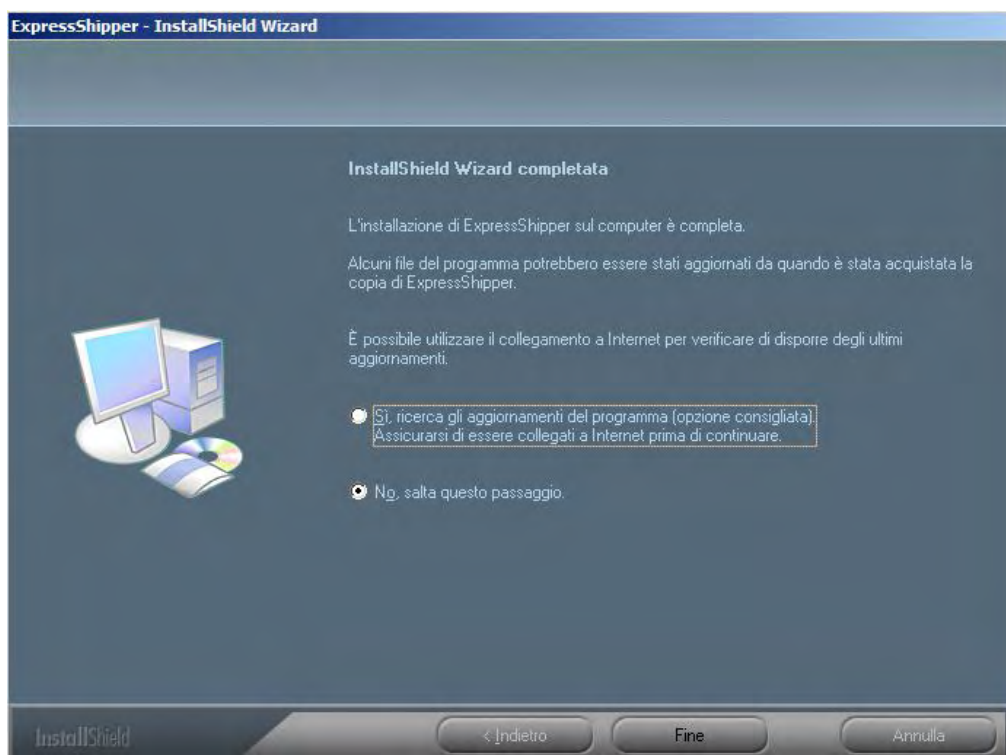 ExpressShipper - InstallShield Wizard
InstallShield Wizard completata
L'installazione di ExpressShipper sul computer è completa.
Alcuni file del programma potrebbero essere stati aggiornati da quando è stata acquistata la
copia di ExpressShipper.
È possibile utilizzare il collegamento a Internet per verificare di disporre degli ultimi
aggiornamenti.
Sì, ricerca gli aggiornamenti del programma (opzione consigliata).
Assicurarsi di essere collegati a Internet prima di continuare.
No, salta questo passaggio.
InstallShield
< Indietro
Fine
Annulla